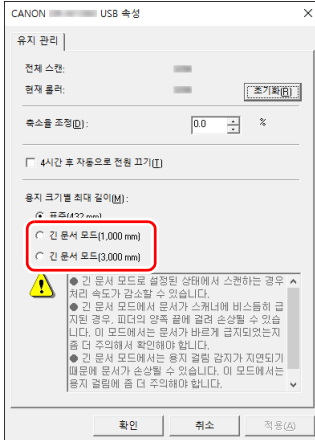 CANON USB 속성
유지 관리
전체 스캔:
현재 롤러:
초기화(R)
축소율 조정(D):
0.0
%
4시간 후 자동으로 전원 끄기(T)
용지 크기별 최대 길이(M):
표준(432 mm)
긴 문서 모드(1,000 mm)
긴 문서 모드(3,000 mm)
● 긴 문서 모드로 설정된 상태에서 스캔하는 경우
처리 속도가 감소할 수 있습니다.
● 긴 문서 모드에서 문서가 스캐너에 비스듬히 급
지된 경우, 피더의 양쪽 끝에 걸려 손상될 수 있습
니다. 이 모드에서는 문서가 바르게 급지되었는지
좀 더 주의해서 확인해야 합니다.
● 긴 문서 모드에서는 용지 걸림 감지가 지연되기
때문에 문서가 손상될 수 있습니다. 이 모드에서는
용지 걸림에 좀 더 주의해야 합니다.
확인
취소
적용(A)